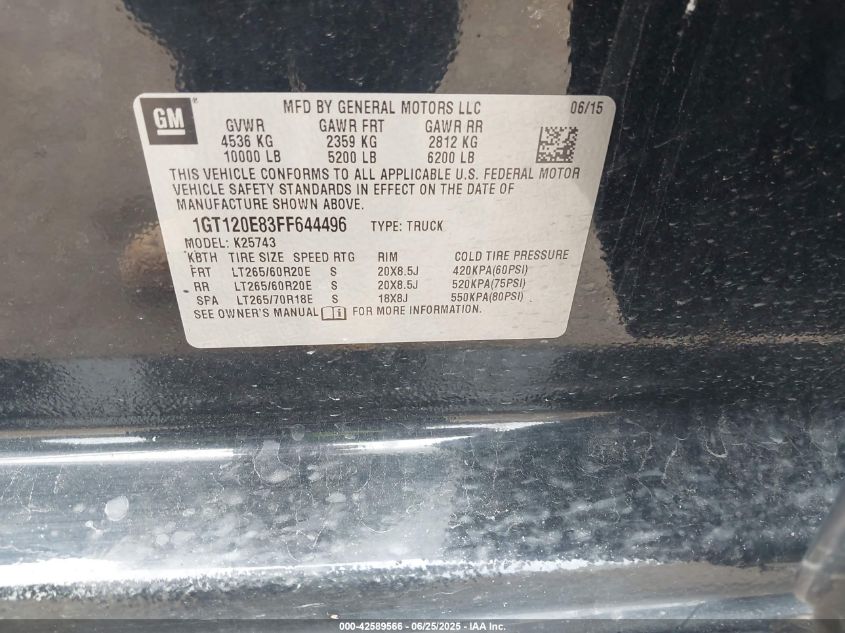 GM ®
MFD BY GENERAL MOTORS LLC 06/15
GVWR GAWR FRT GAWR RR
4536 KG 2359 KG 2812 KG
10000 LB 5200 LB 6200 LB
THIS VEHICLE CONFORMS TO ALL APPLICABLE U.S. FEDERAL MOTOR
VEHICLE SAFETY STANDARDS IN EFFECT ON THE DATE OF
MANUFACTURE SHOWN ABOVE.
1GT120E83FF644496 TYPE: TRUCK
MODEL: K25743
KBTH TIRE SIZE SPEED RTG RIM COLD TIRE PRESSURE
FRT LT265/60R20E S 20X8.5J 420KPA(60PSI)
RR LT265/60R20E S 20X8.5J 520KPA(75PSI)
SPA LT265/70R18E S 18X8J 550KPA(80PSI)
SEE OWNER'S MANUAL i FOR MORE INFORMATION.
000-42589566 - 06/25/2025 - IAA Inc.